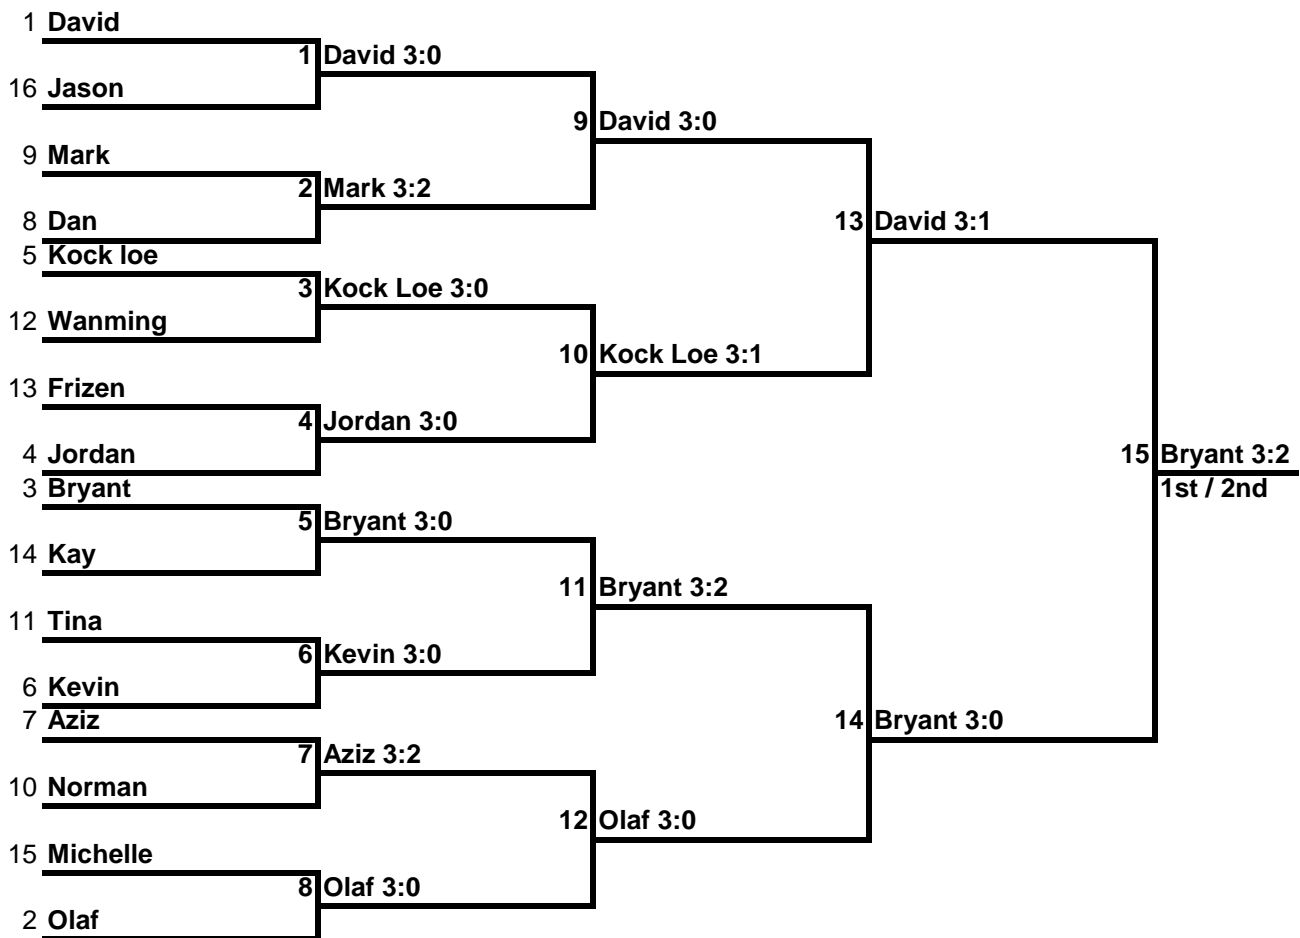 1 David
1 David 3:0
16 Jason
9 David 3:0
9 Mark
2 Mark 3:2
8 Dan
13 David 3:1
5 Kock loe
3 Kock Loe 3:0
12 Wanming
10 Kock Loe 3:1
13 Frizen
4 Jordan 3:0
4 Jordan
15 Bryant 3:2
1st / 2nd
3 Bryant
5 Bryant 3:0
14 Kay
11 Bryant 3:2
11 Tina
6 Kevin 3:0
6 Kevin
7 Aziz
14 Bryant 3:0
7 Aziz 3:2
10 Norman
12 Olaf 3:0
15 Michelle
8 Olaf 3:0
2 Olaf